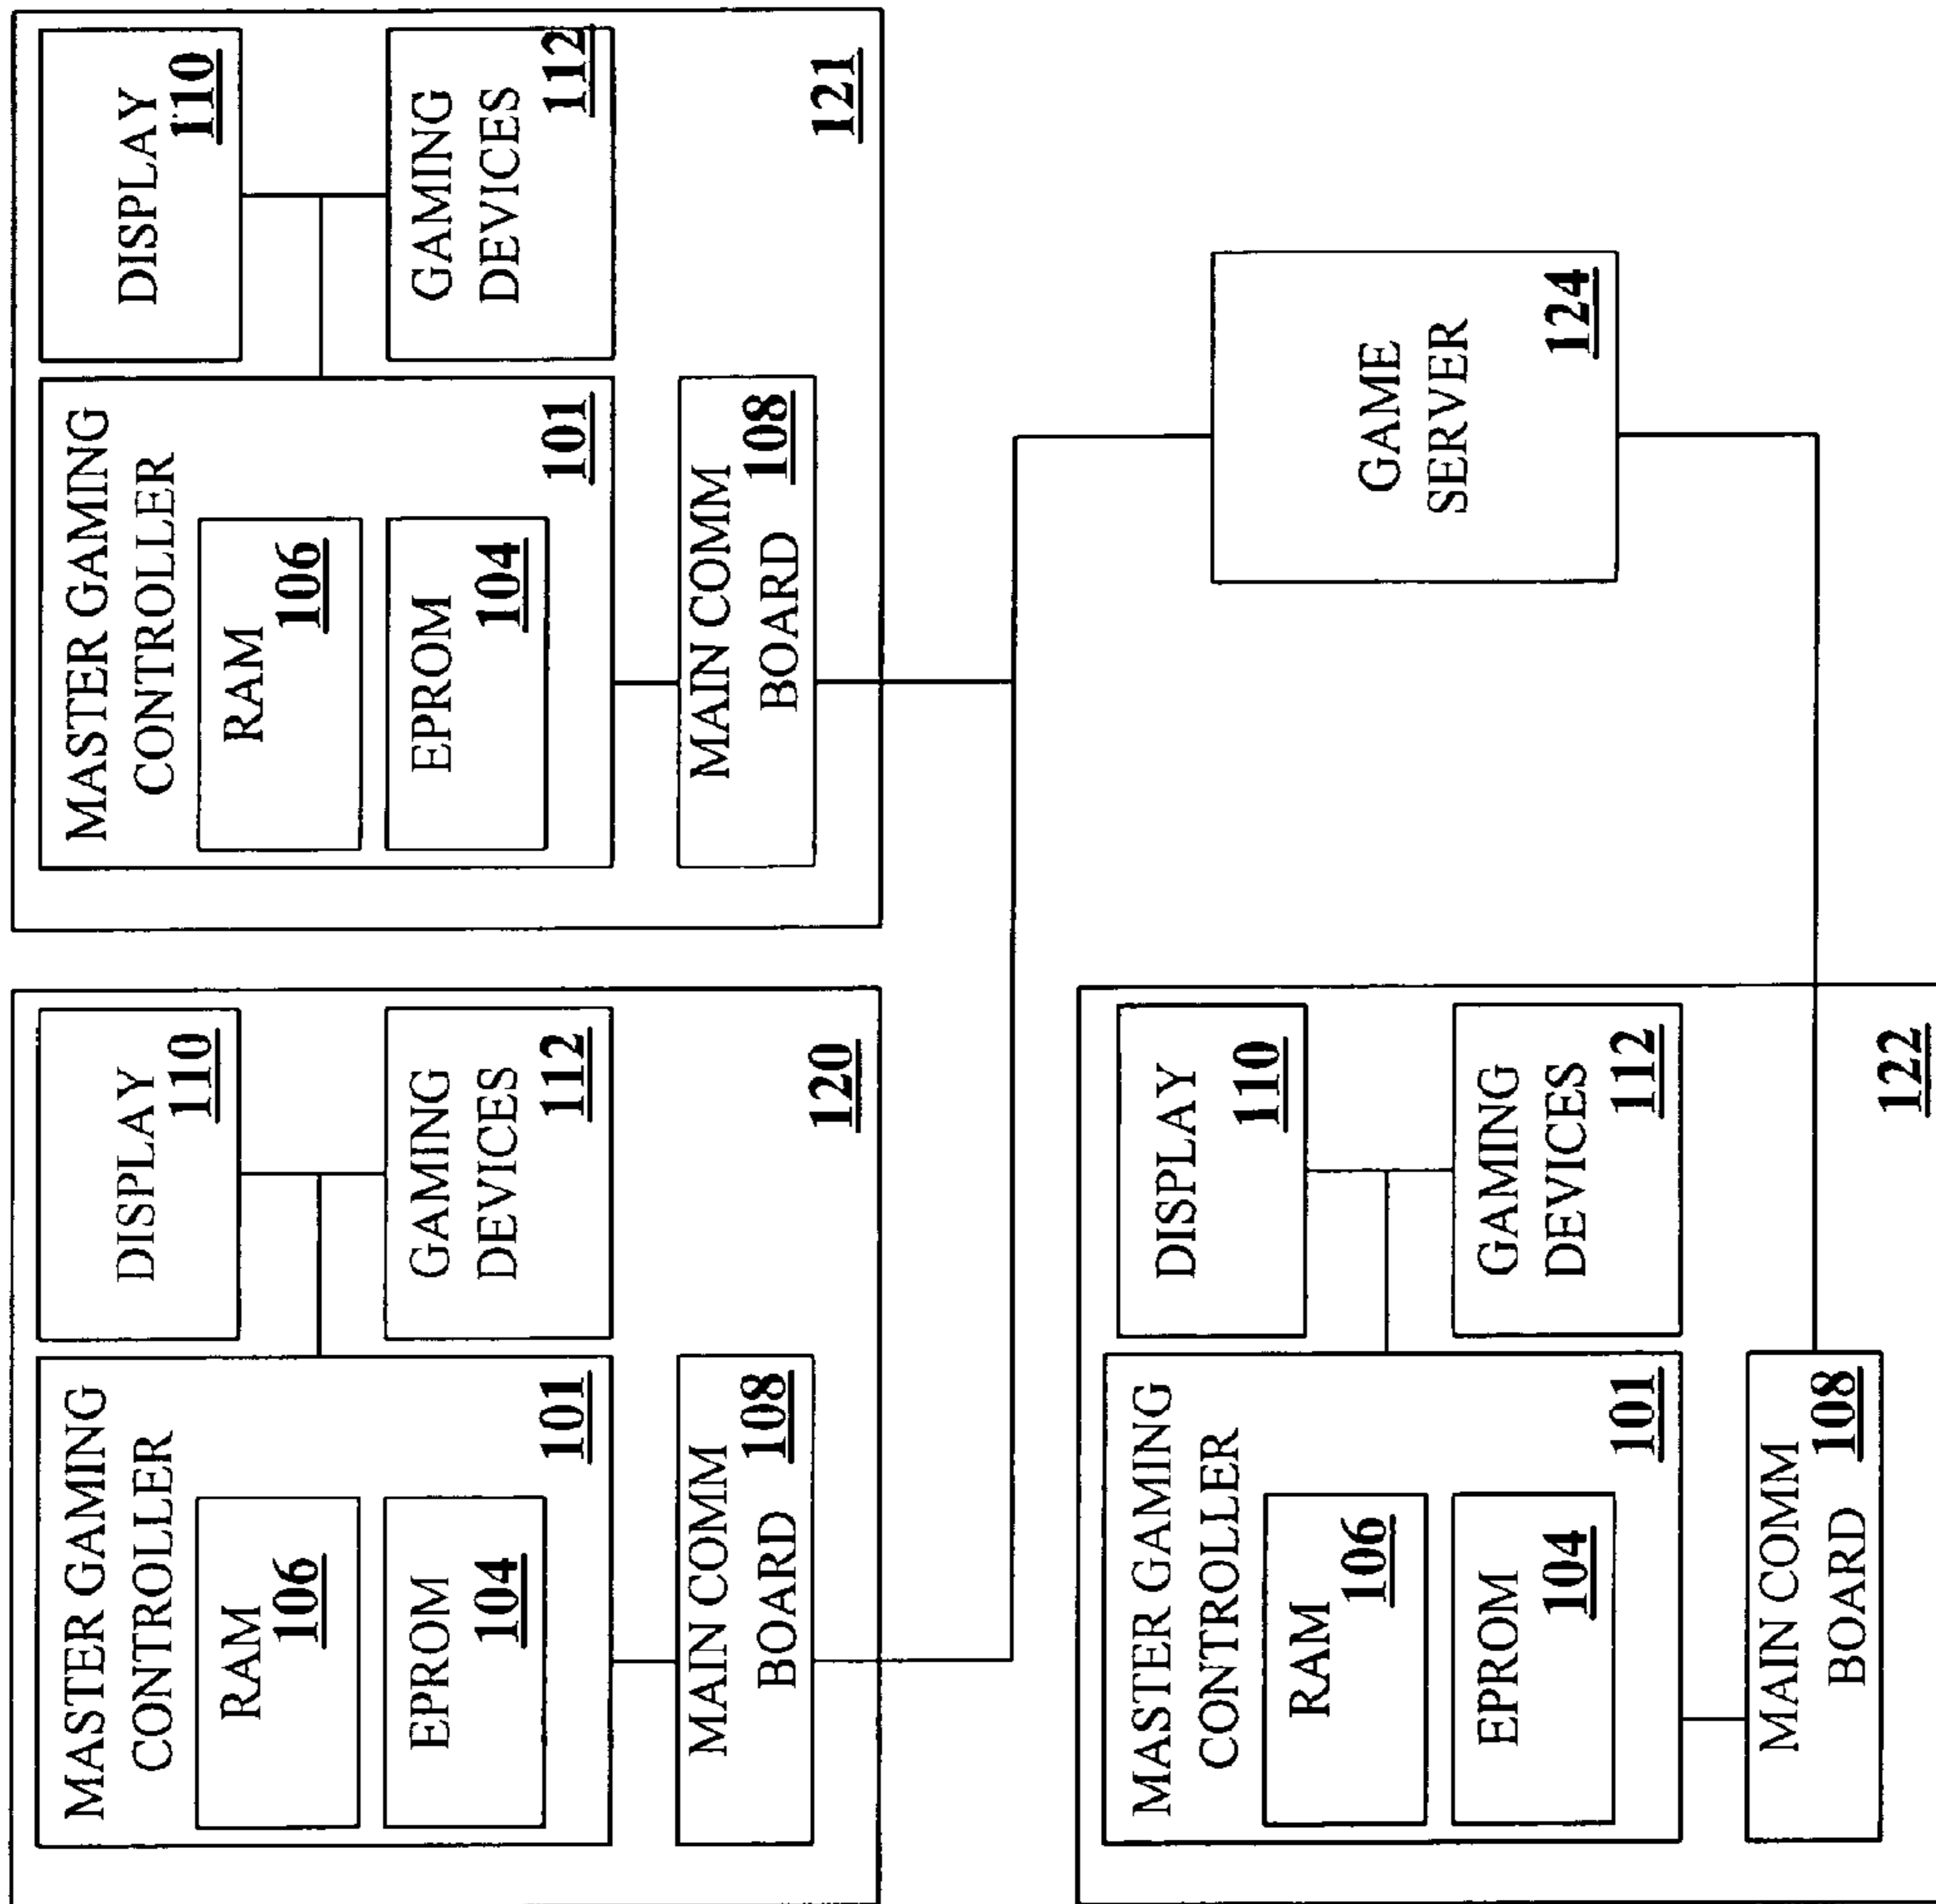 MASTER GAMING
CONTROLLER
RAM
106
EPROM
104
101
DISPLAY
110
GAMING
DEVICES
112
MAIN COMM
BOARD
108
120
MASTER GAMING
CONTROLLER
RAM
106
EPROM
104
101
DISPLAY
110
GAMING
DEVICES
112
MAIN COMM
BOARD
108
121
MASTER GAMING
CONTROLLER
RAM
106
EPROM
104
101
DISPLAY
110
GAMING
DEVICES
112
MAIN COMM
BOARD
108
122
GAME
SERVER
124